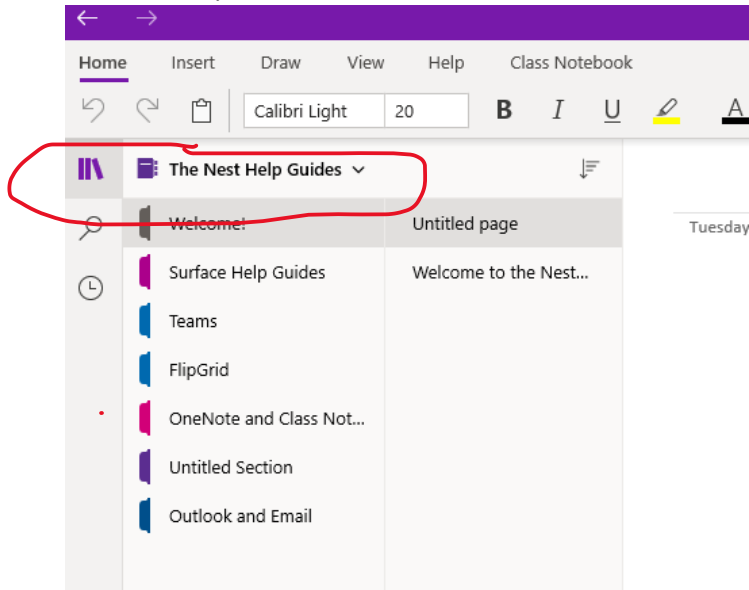 Home Insert Draw View Help Class Notebook
Calibri Light 20 B I U A
The Nest Help Guides
Welcome! Untitled page Tuesday
Surface Help Guides Welcome to the Nest...
Teams
FlipGrid
OneNote and Class Not...
Untitled Section
Outlook and Email